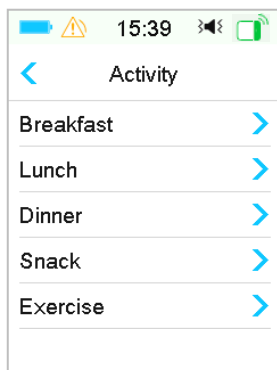 15:39
Activity
Breakfast
Lunch
Dinner
Snack
Exercise